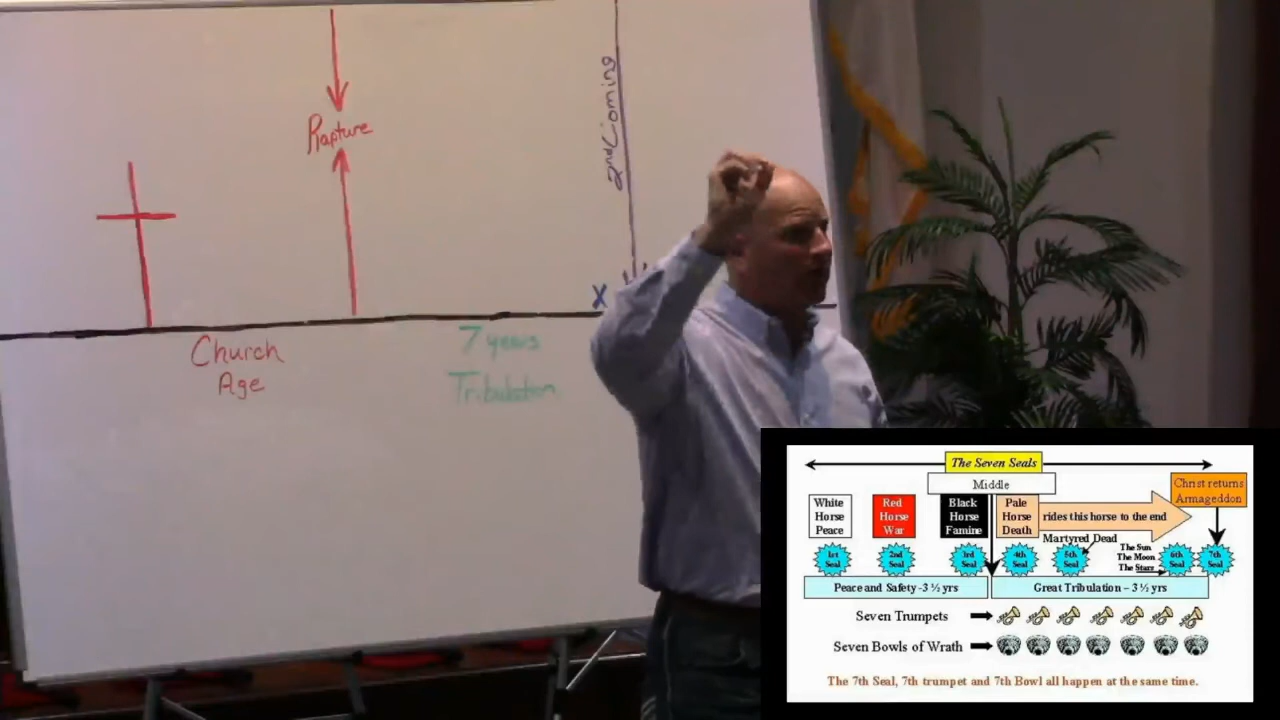 Rapture
2nd Coming
X
Church
Age
7 years
Tribulation
The Seven Seals
Middle
Christ returns
Armageddon
White
Horse
Peace
Red
Horse
War
Black
Horse
Famine
Pale
Horse
Death
rides this horse to the end
Martyred Dead
The Sun
The Moon
The Stars
1st
Seal
2nd
Seal
3rd
Seal
4th
Seal
5th
Seal
6th
Seal
7th
Seal
Peace and Safety -3 ½ yrs
Great Tribulation – 3 ½ yrs
Seven Trumpets
Seven Bowls of Wrath
The 7th Seal, 7th trumpet and 7th Bowl all happen at the same time.